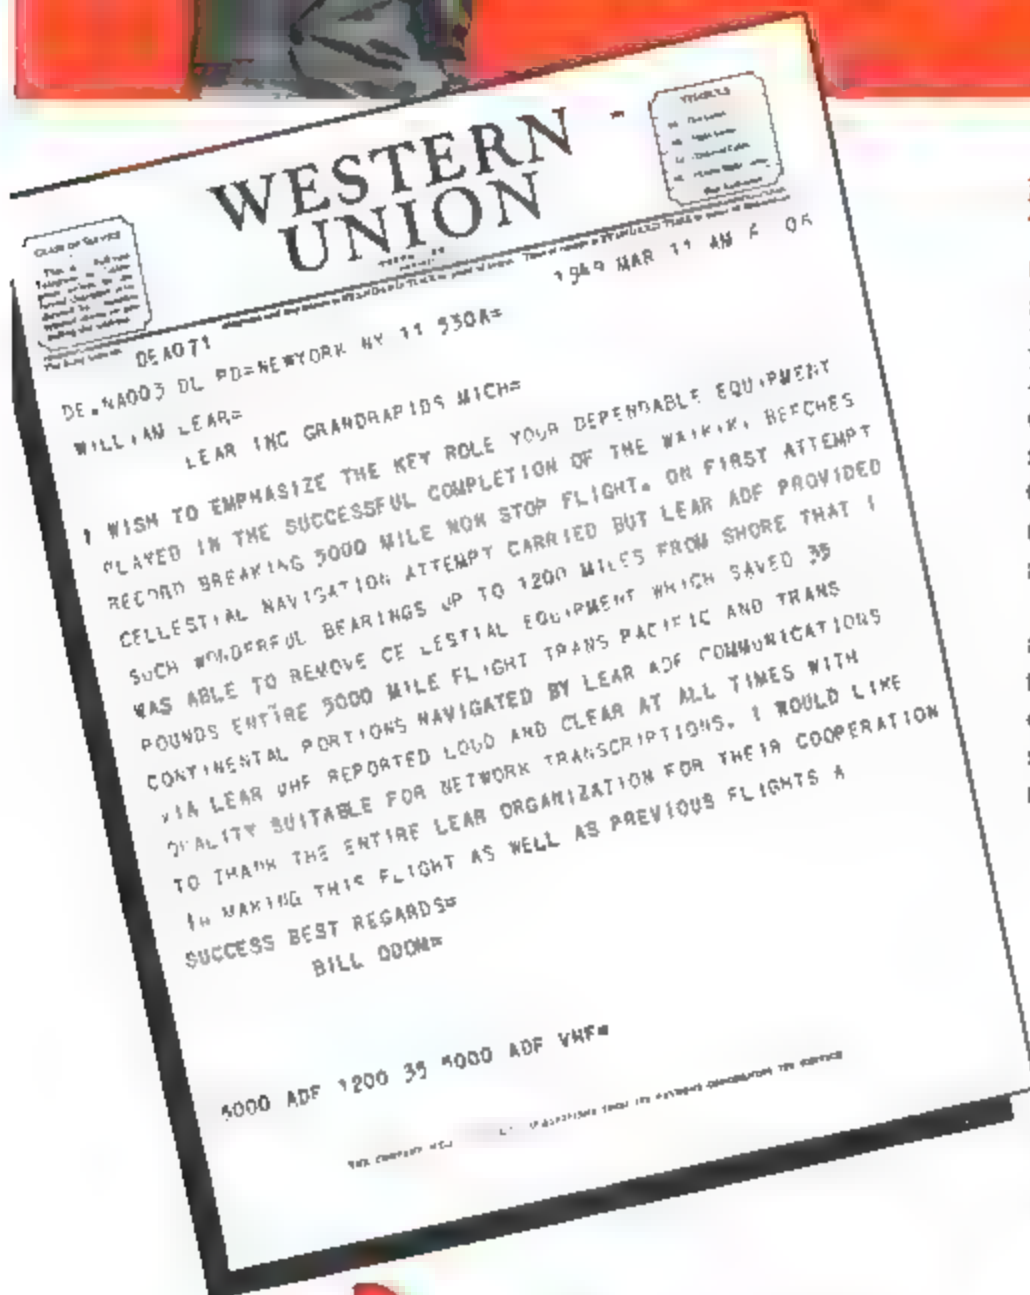 WESTERN
UNION
SYMBOLS
CLASS OF SERVICE
1949 MAR 11 AM
DEA071
DE.NA003 DL PD=NEWYORK NY 11 530A=
WILLIAM LEAR=
LEAR INC GRANDRAPIDS MICH=
I WISH TO EMPHASIZE THE KEY ROLE YOUR DEPENDABLE EQUIPMENT
PLAYED IN THE SUCCESSFUL COMPLETION OF THE WAIKIKI BEECHES
RECORD BREAKING 5000 MILE NON STOP FLIGHT. ON FIRST ATTEMPT
CELLESTIAL NAVIGATION ATTEMPT CARRIED BUT LEAR ADF PROVIDED
SUCH WONDERFUL BEARINGS UP TO 1200 MILES FROM SHORE THAT I
WAS ABLE TO REMOVE CELESTIAL EQUIPMENT WHICH SAVED 35
POUNDS ENTIRE 5000 MILE FLIGHT TRANS PACIFIC AND TRANS
CONTINENTAL PORTIONS NAVIGATED BY LEAR ADF COMMUNICATIONS
VIA LEAR VHF REPORTED LOUD AND CLEAR AT ALL TIMES WITH
QUALITY SUITABLE FOR NETWORK TRANSCRIPTIONS. I WOULD LIKE
TO THANK THE ENTIRE LEAR ORGANIZATION FOR THEIR COOPERATION
IN MAKING THIS FLIGHT AS WELL AS PREVIOUS FLIGHTS A
SUCCESS BEST REGARDS=
BILL ODOM=
5000 ADF 1200 35 5000 ADF VHF=